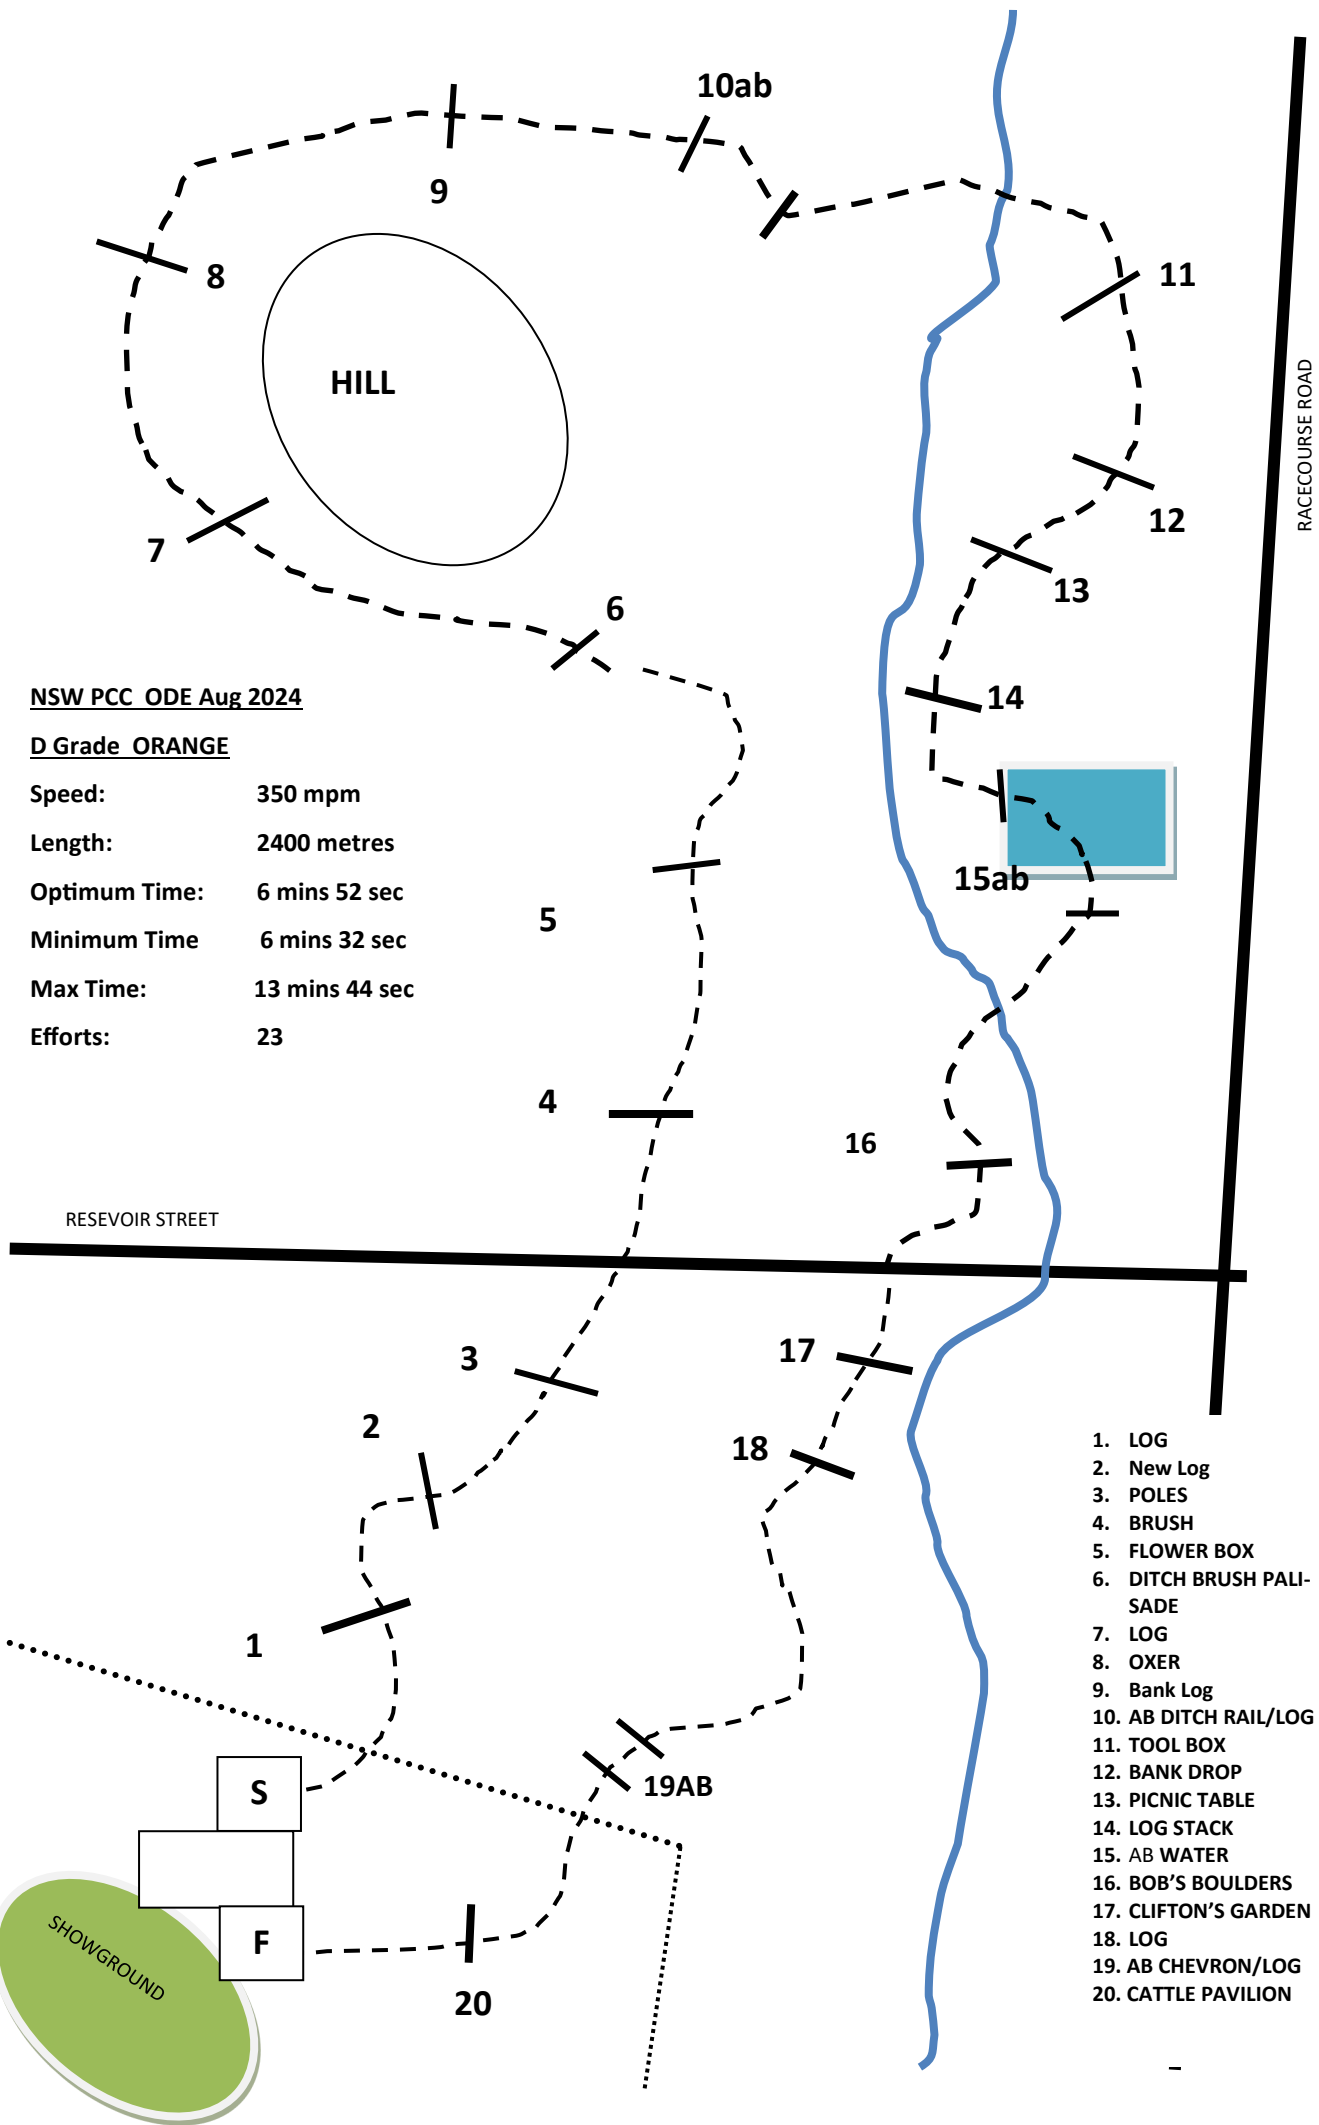 10ab
9
8
11
HILL
RACECOURSE ROAD
7
12
13
6
14
NSW PCC  ODE Aug 2024
D Grade  ORANGE
Speed: 350 mpm
Length: 2400 metres
Optimum Time: 6 mins 52 sec
Minimum Time 6 mins 32 sec
Max Time: 13 mins 44 sec
Efforts: 23
15ab
5
4
16
RESEVOIR STREET
3
17
2
18
1
S
19AB
F
SHOWGROUND
20
1. LOG
2. New Log
3. POLES
4. BRUSH
5. FLOWER BOX
6. DITCH BRUSH PALI-
SADE
7. LOG
8. OXER
9. Bank Log
10. AB DITCH RAIL/LOG
11. TOOL BOX
12. BANK DROP
13. PICNIC TABLE
14. LOG STACK
15. AB WATER
16. BOB'S BOULDERS
17. CLIFTON'S GARDEN
18. LOG
19. AB CHEVRON/LOG
20. CATTLE PAVILION